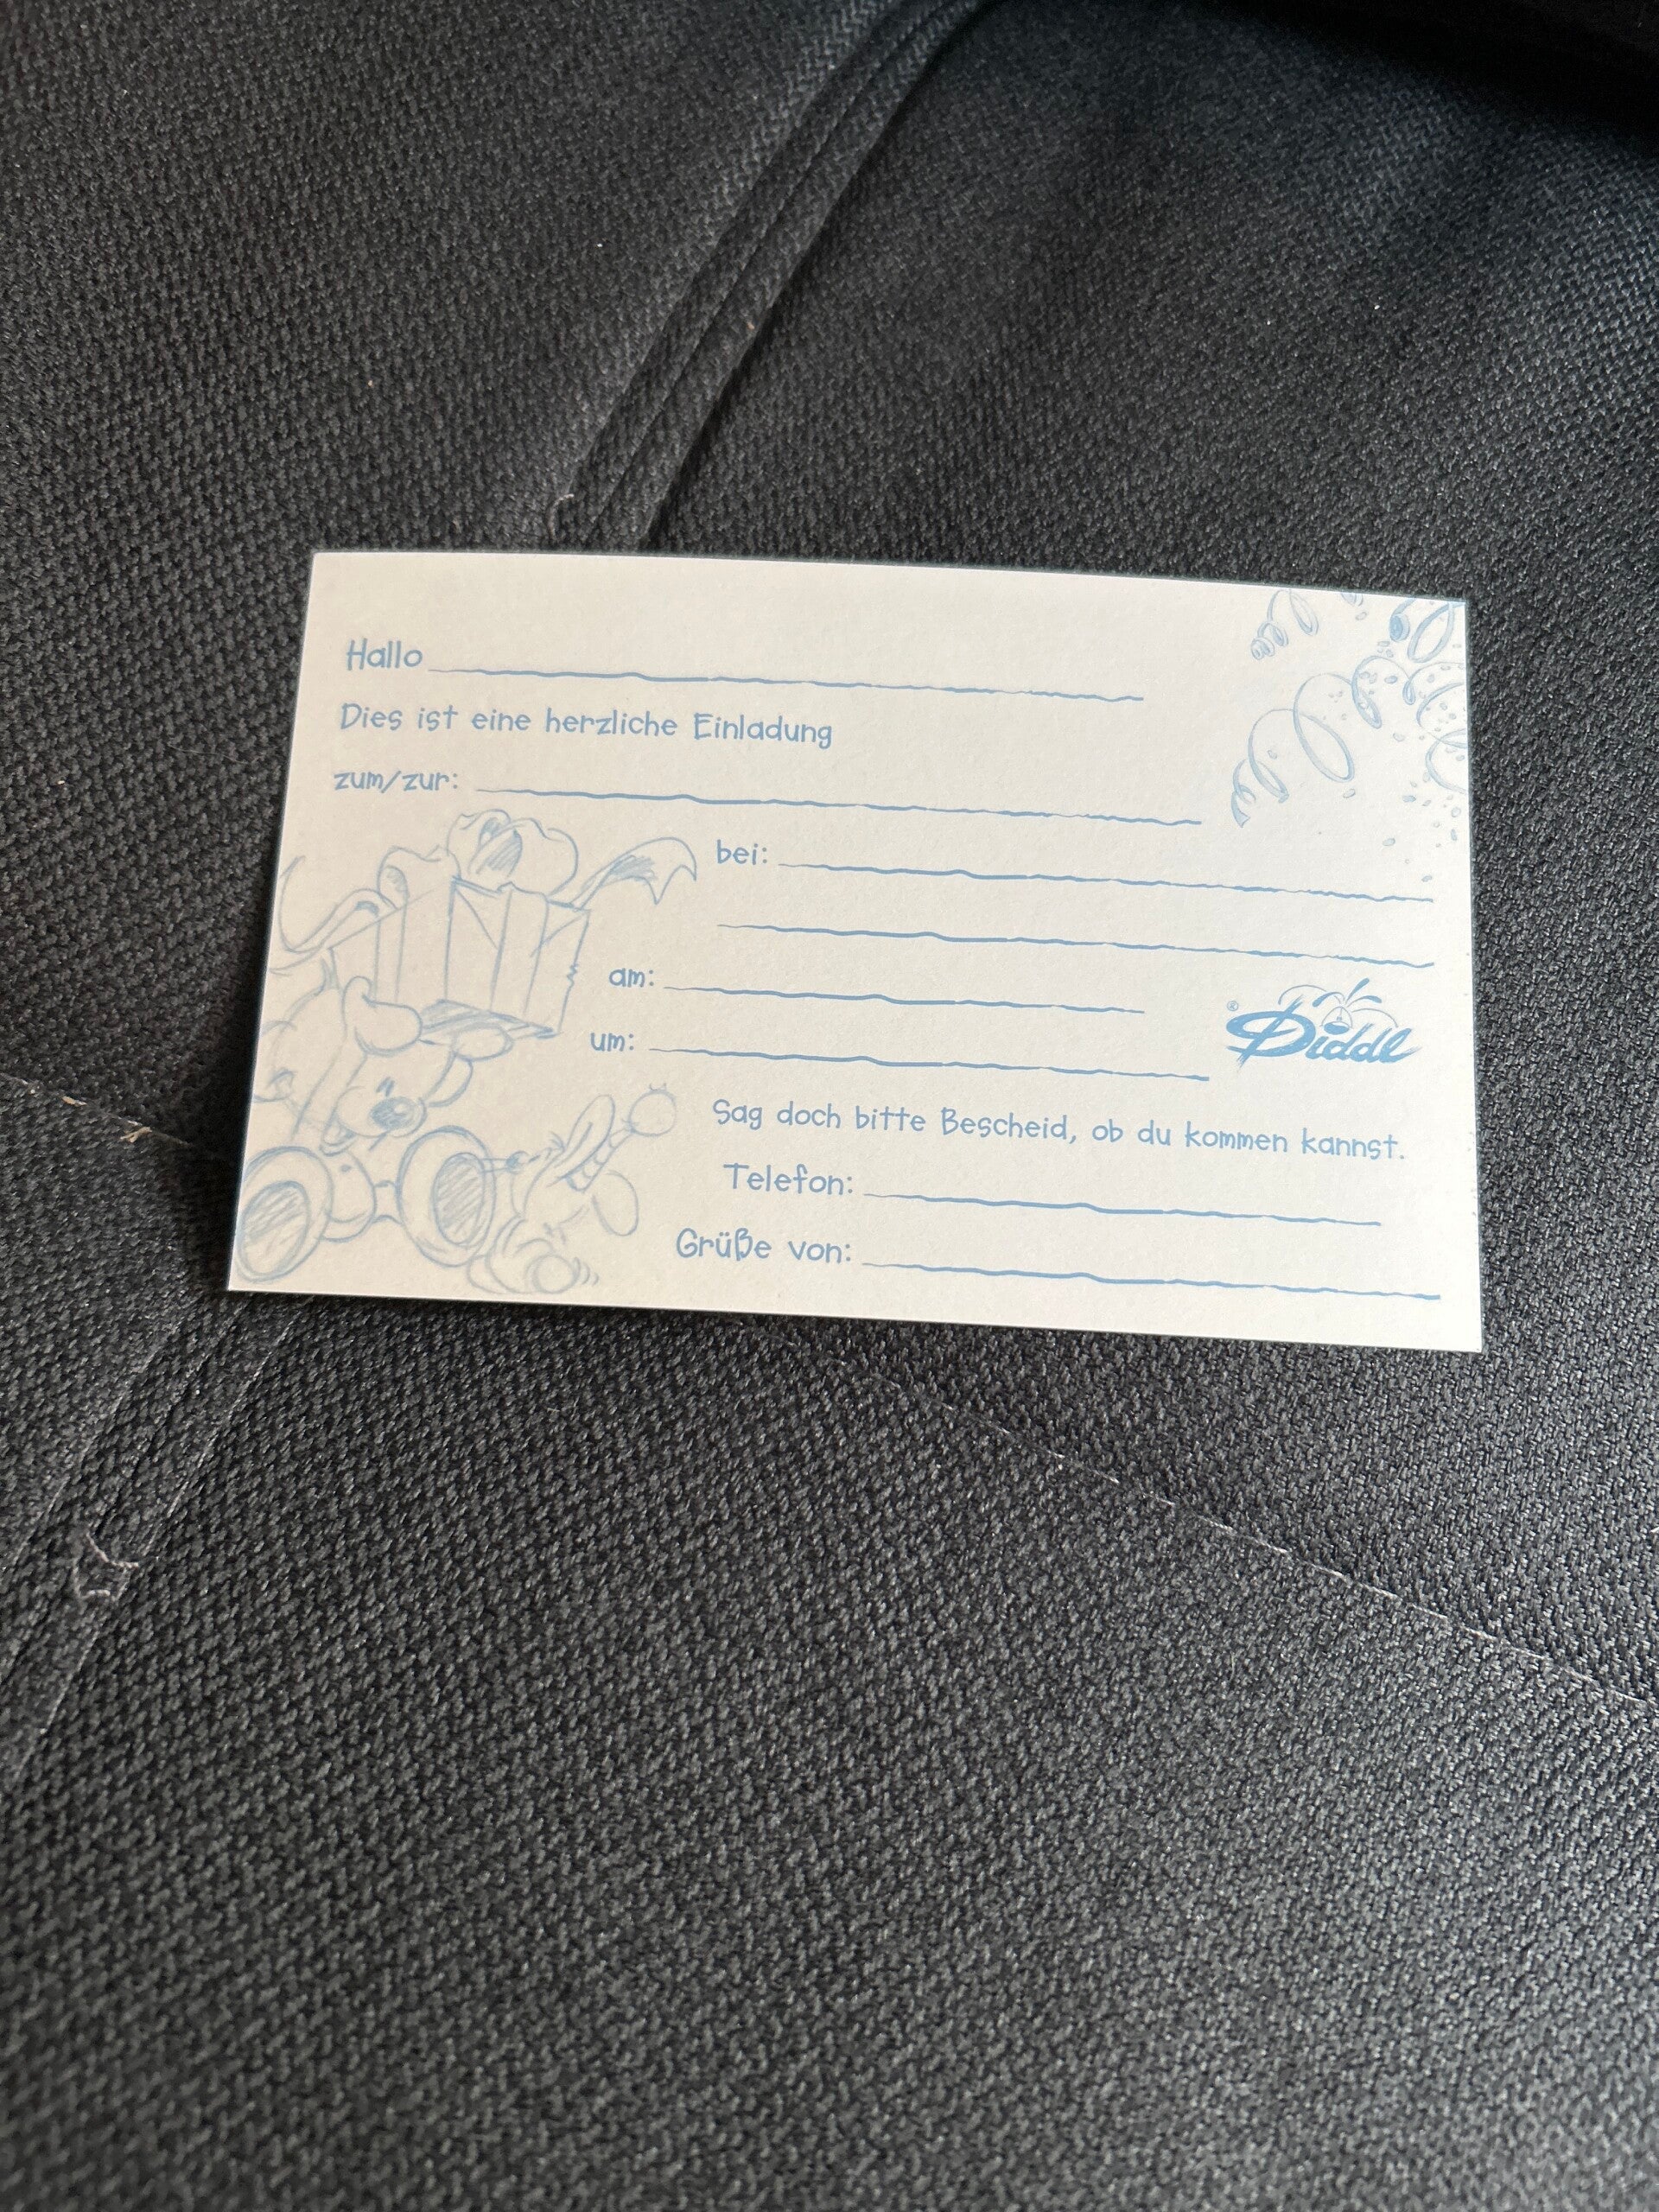 Hallo
Dies ist eine herzliche Einladung
zum/zur:
bei:
am:
um:
® Diddl
Sag doch bitte Bescheid, ob du kommen kannst.
Telefon:
Grüße von: